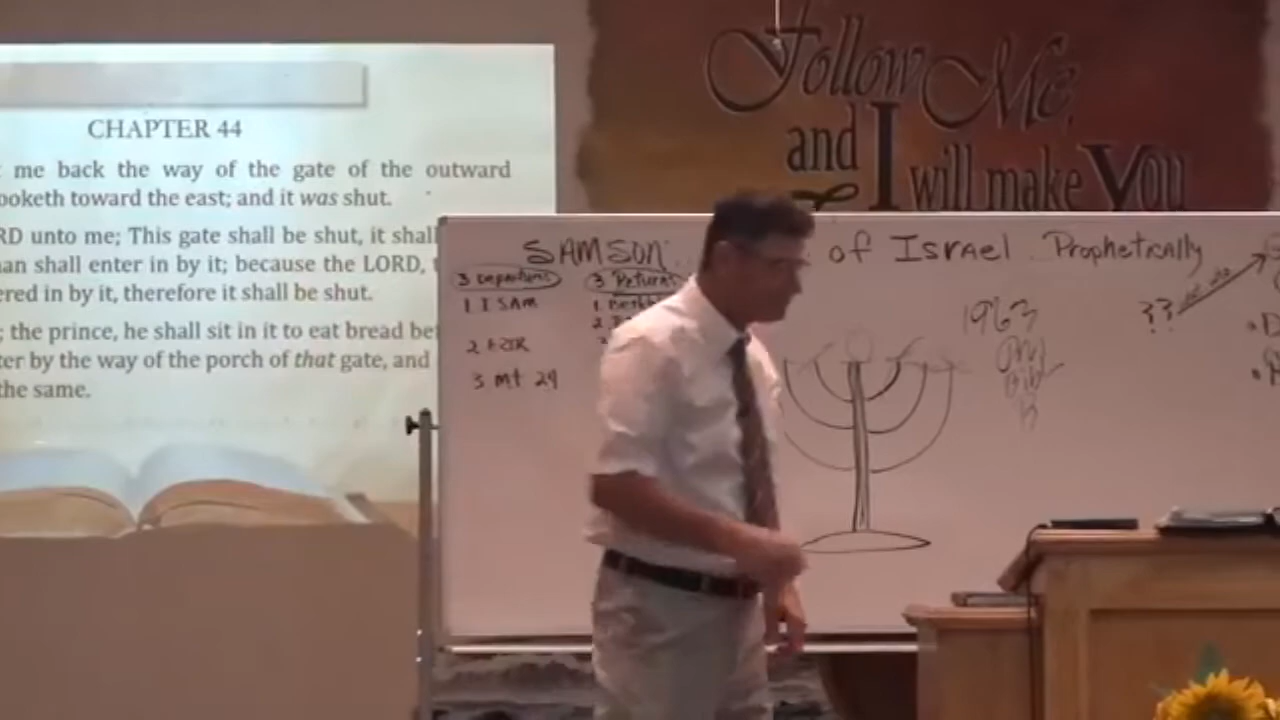 CHAPTER 44
me back the way of the gate of the outward
ooketh toward the east; and it was shut.
RD unto me; This gate shall be shut, it shall
an shall enter in by it; because the LORD,
ered in by it, therefore it shall be shut.
; the prince, he shall sit in it to eat bread be
ter by the way of the porch of that gate, and
the same.
Follow Me,
and I will make You
SAMSON: of Israel Prophetically
3 Departures 3 Return
1 I SAM 1.
2 EZR 2
3 mt 24
1963
??